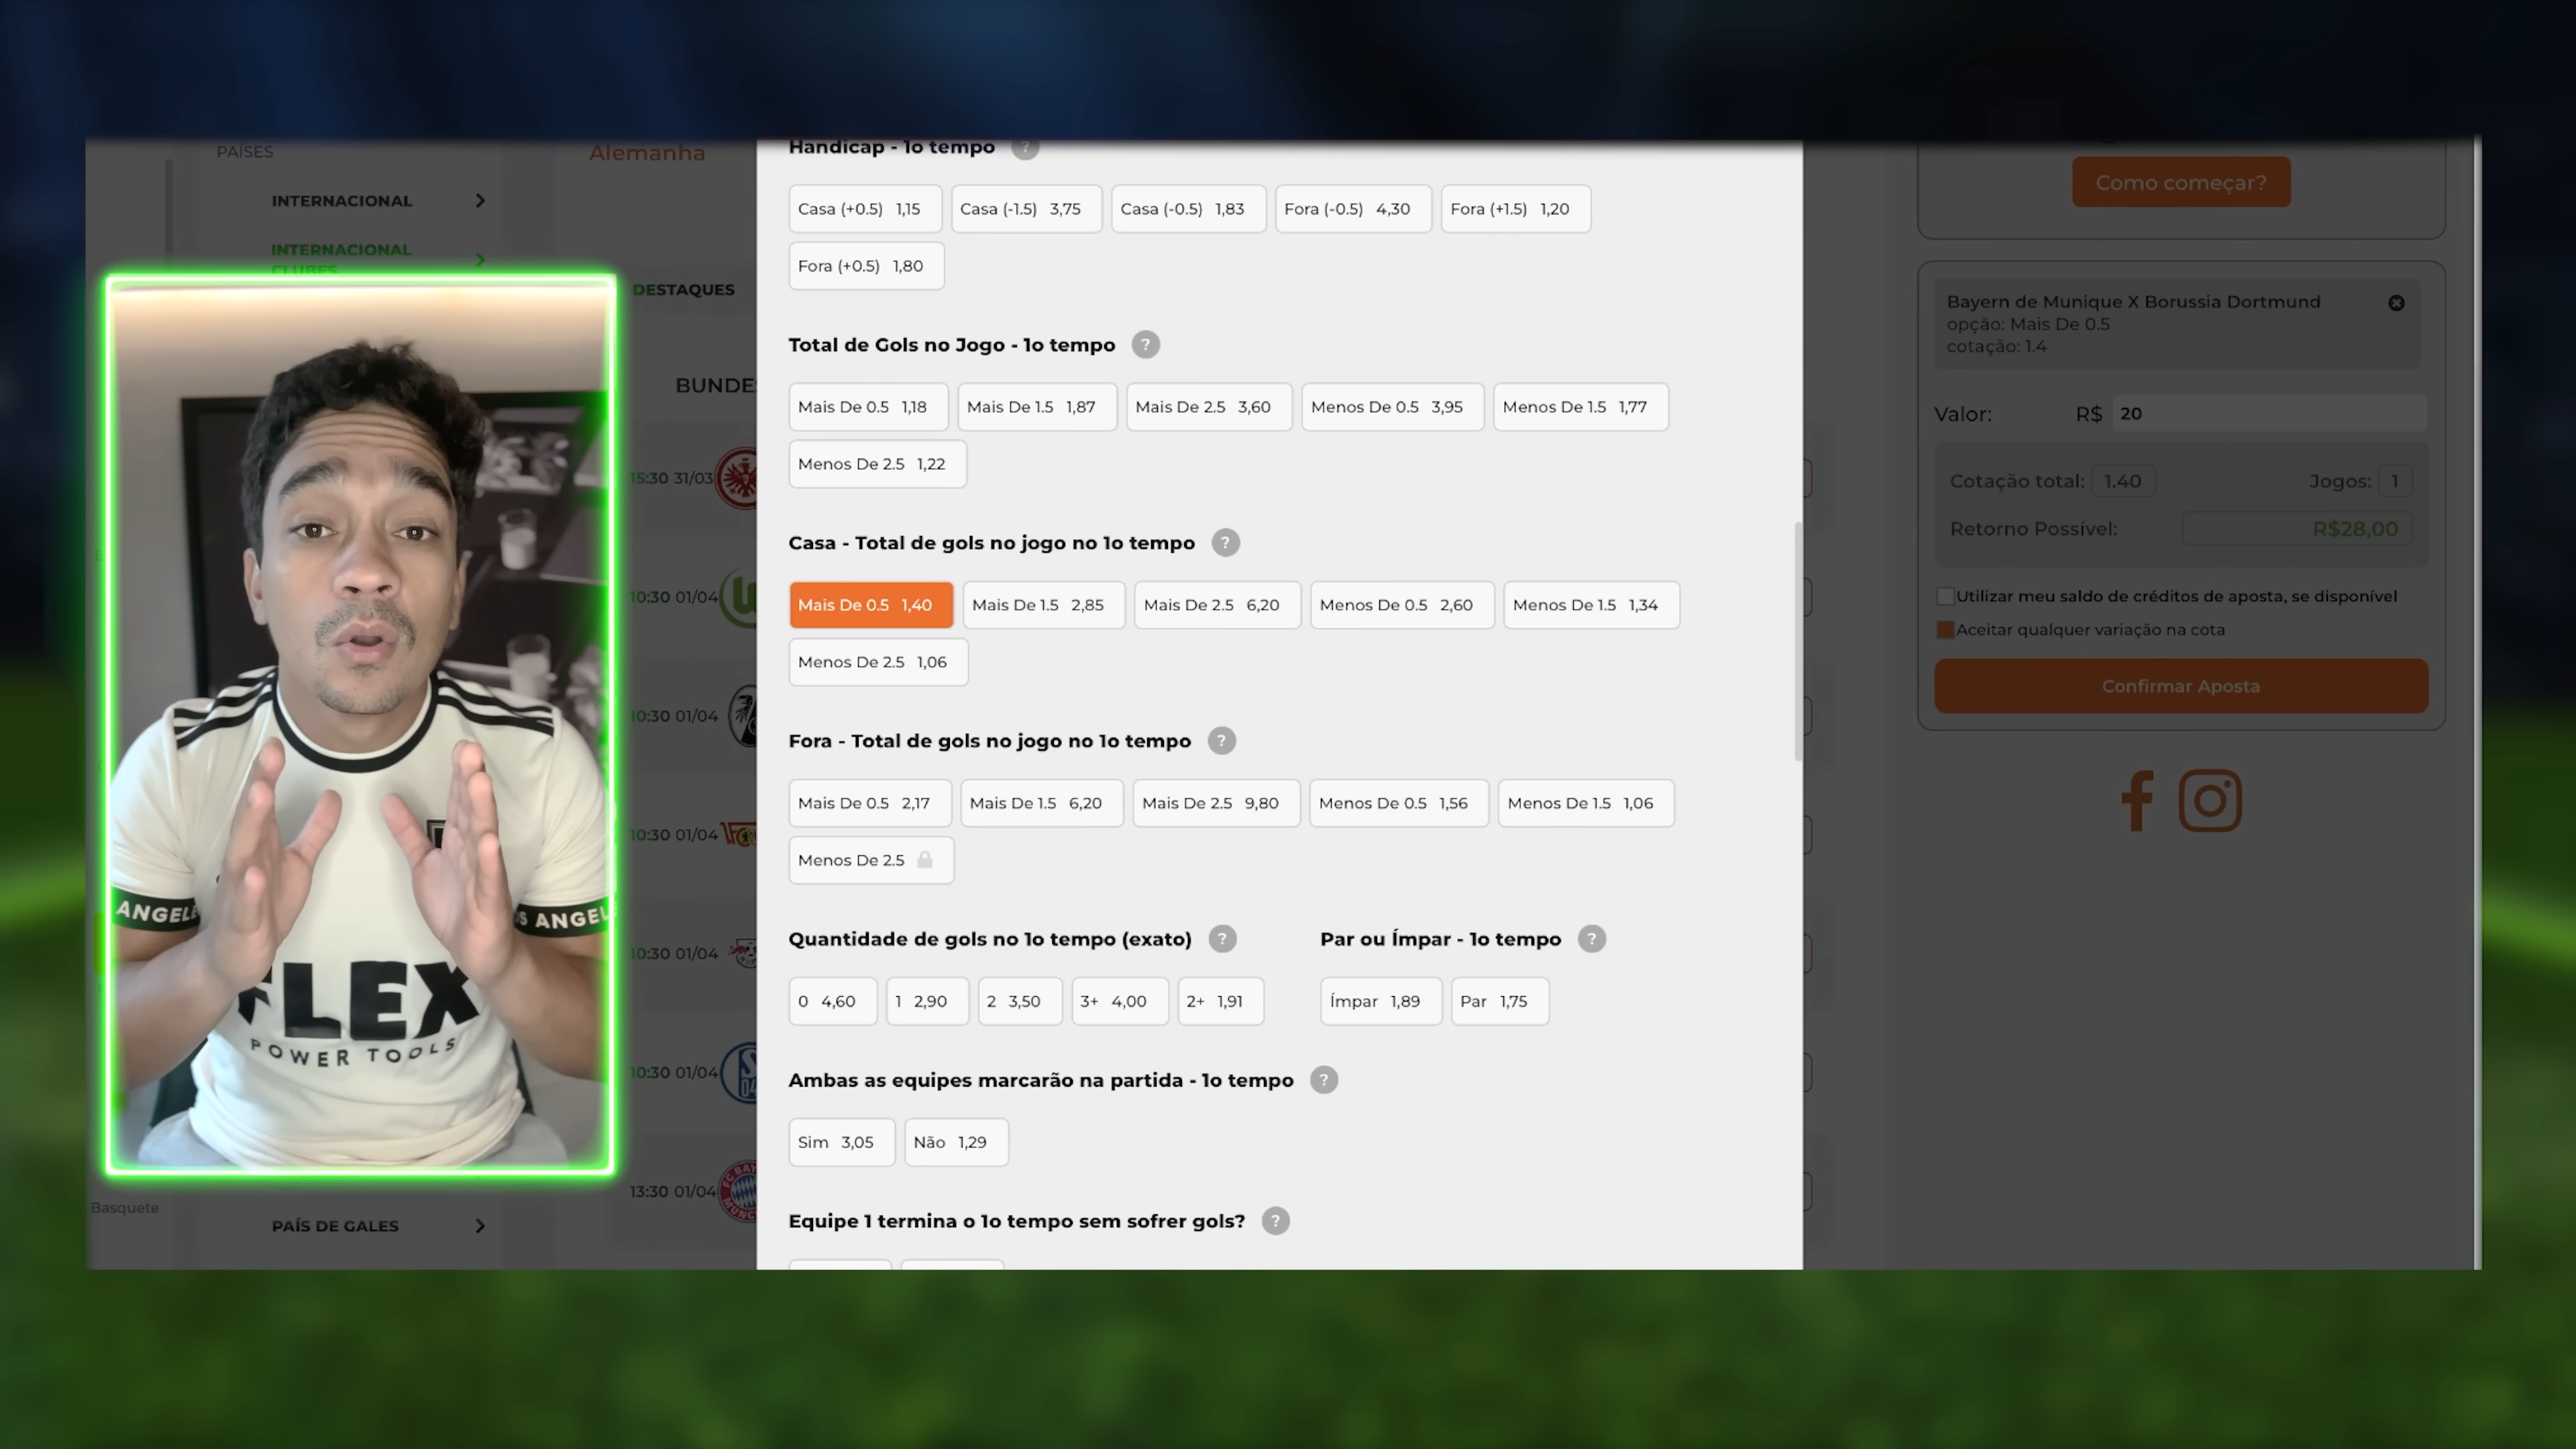 PAÍSES
INTERNACIONAL
INTERNACIONAL
CLUBES
Alemanha
DESTAQUES
BUNDE
15:30 31/03
10:30 01/04
10:30 01/04
10:30 01/04
10:30 01/04
10:30 01/04
13:30 01/04
Basquete
PAÍS DE GALES
ANGELE
S ANGEL
FLEX
POWER TOOLS
Handicap - 1o tempo ?
Casa (+0.5) 1,15 Casa (-1.5) 3,75 Casa (-0.5) 1,83 Fora (-0.5) 4,30 Fora (+1.5) 1,20
Fora (+0.5) 1,80
Total de Gols no Jogo - 1o tempo ?
Mais De 0.5 1,18 Mais De 1.5 1,87 Mais De 2.5 3,60 Menos De 0.5 3,95 Menos De 1.5 1,77
Menos De 2.5 1,22
Casa - Total de gols no jogo no 1o tempo ?
Mais De 0.5 1,40 Mais De 1.5 2,85 Mais De 2.5 6,20 Menos De 0.5 2,60 Menos De 1.5 1,34
Menos De 2.5 1,06
Fora - Total de gols no jogo no 1o tempo ?
Mais De 0.5 2,17 Mais De 1.5 6,20 Mais De 2.5 9,80 Menos De 0.5 1,56 Menos De 1.5 1,06
Menos De 2.5
Quantidade de gols no 1o tempo (exato) ? Par ou Ímpar - 1o tempo ?
0 4,60 1 2,90 2 3,50 3+ 4,00 2+ 1,91 Ímpar 1,89 Par 1,75
Ambas as equipes marcarão na partida - 1o tempo ?
Sim 3,05 Não 1,29
Equipe 1 termina o 1o tempo sem sofrer gols? ?
Como começar?
Bayern de Munique X Borussia Dortmund
opção: Mais De 0.5
cotação: 1.4
Valor: R$ 20
Cotação total: 1.40 Jogos: 1
Retorno Possível: R$28,00
Utilizar meu saldo de créditos de aposta, se disponível
Aceitar qualquer variação na cota
Confirmar Aposta